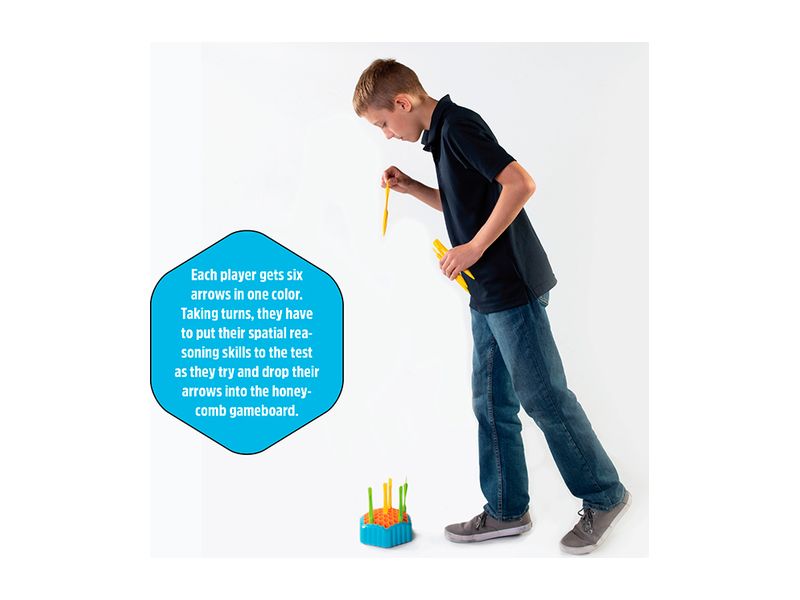 Each player gets six
arrows in one color.
Taking turns, they have
to put their spatial rea-
soning skills to the test
as they try and drop their
arrows into the honey-
comb gameboard.